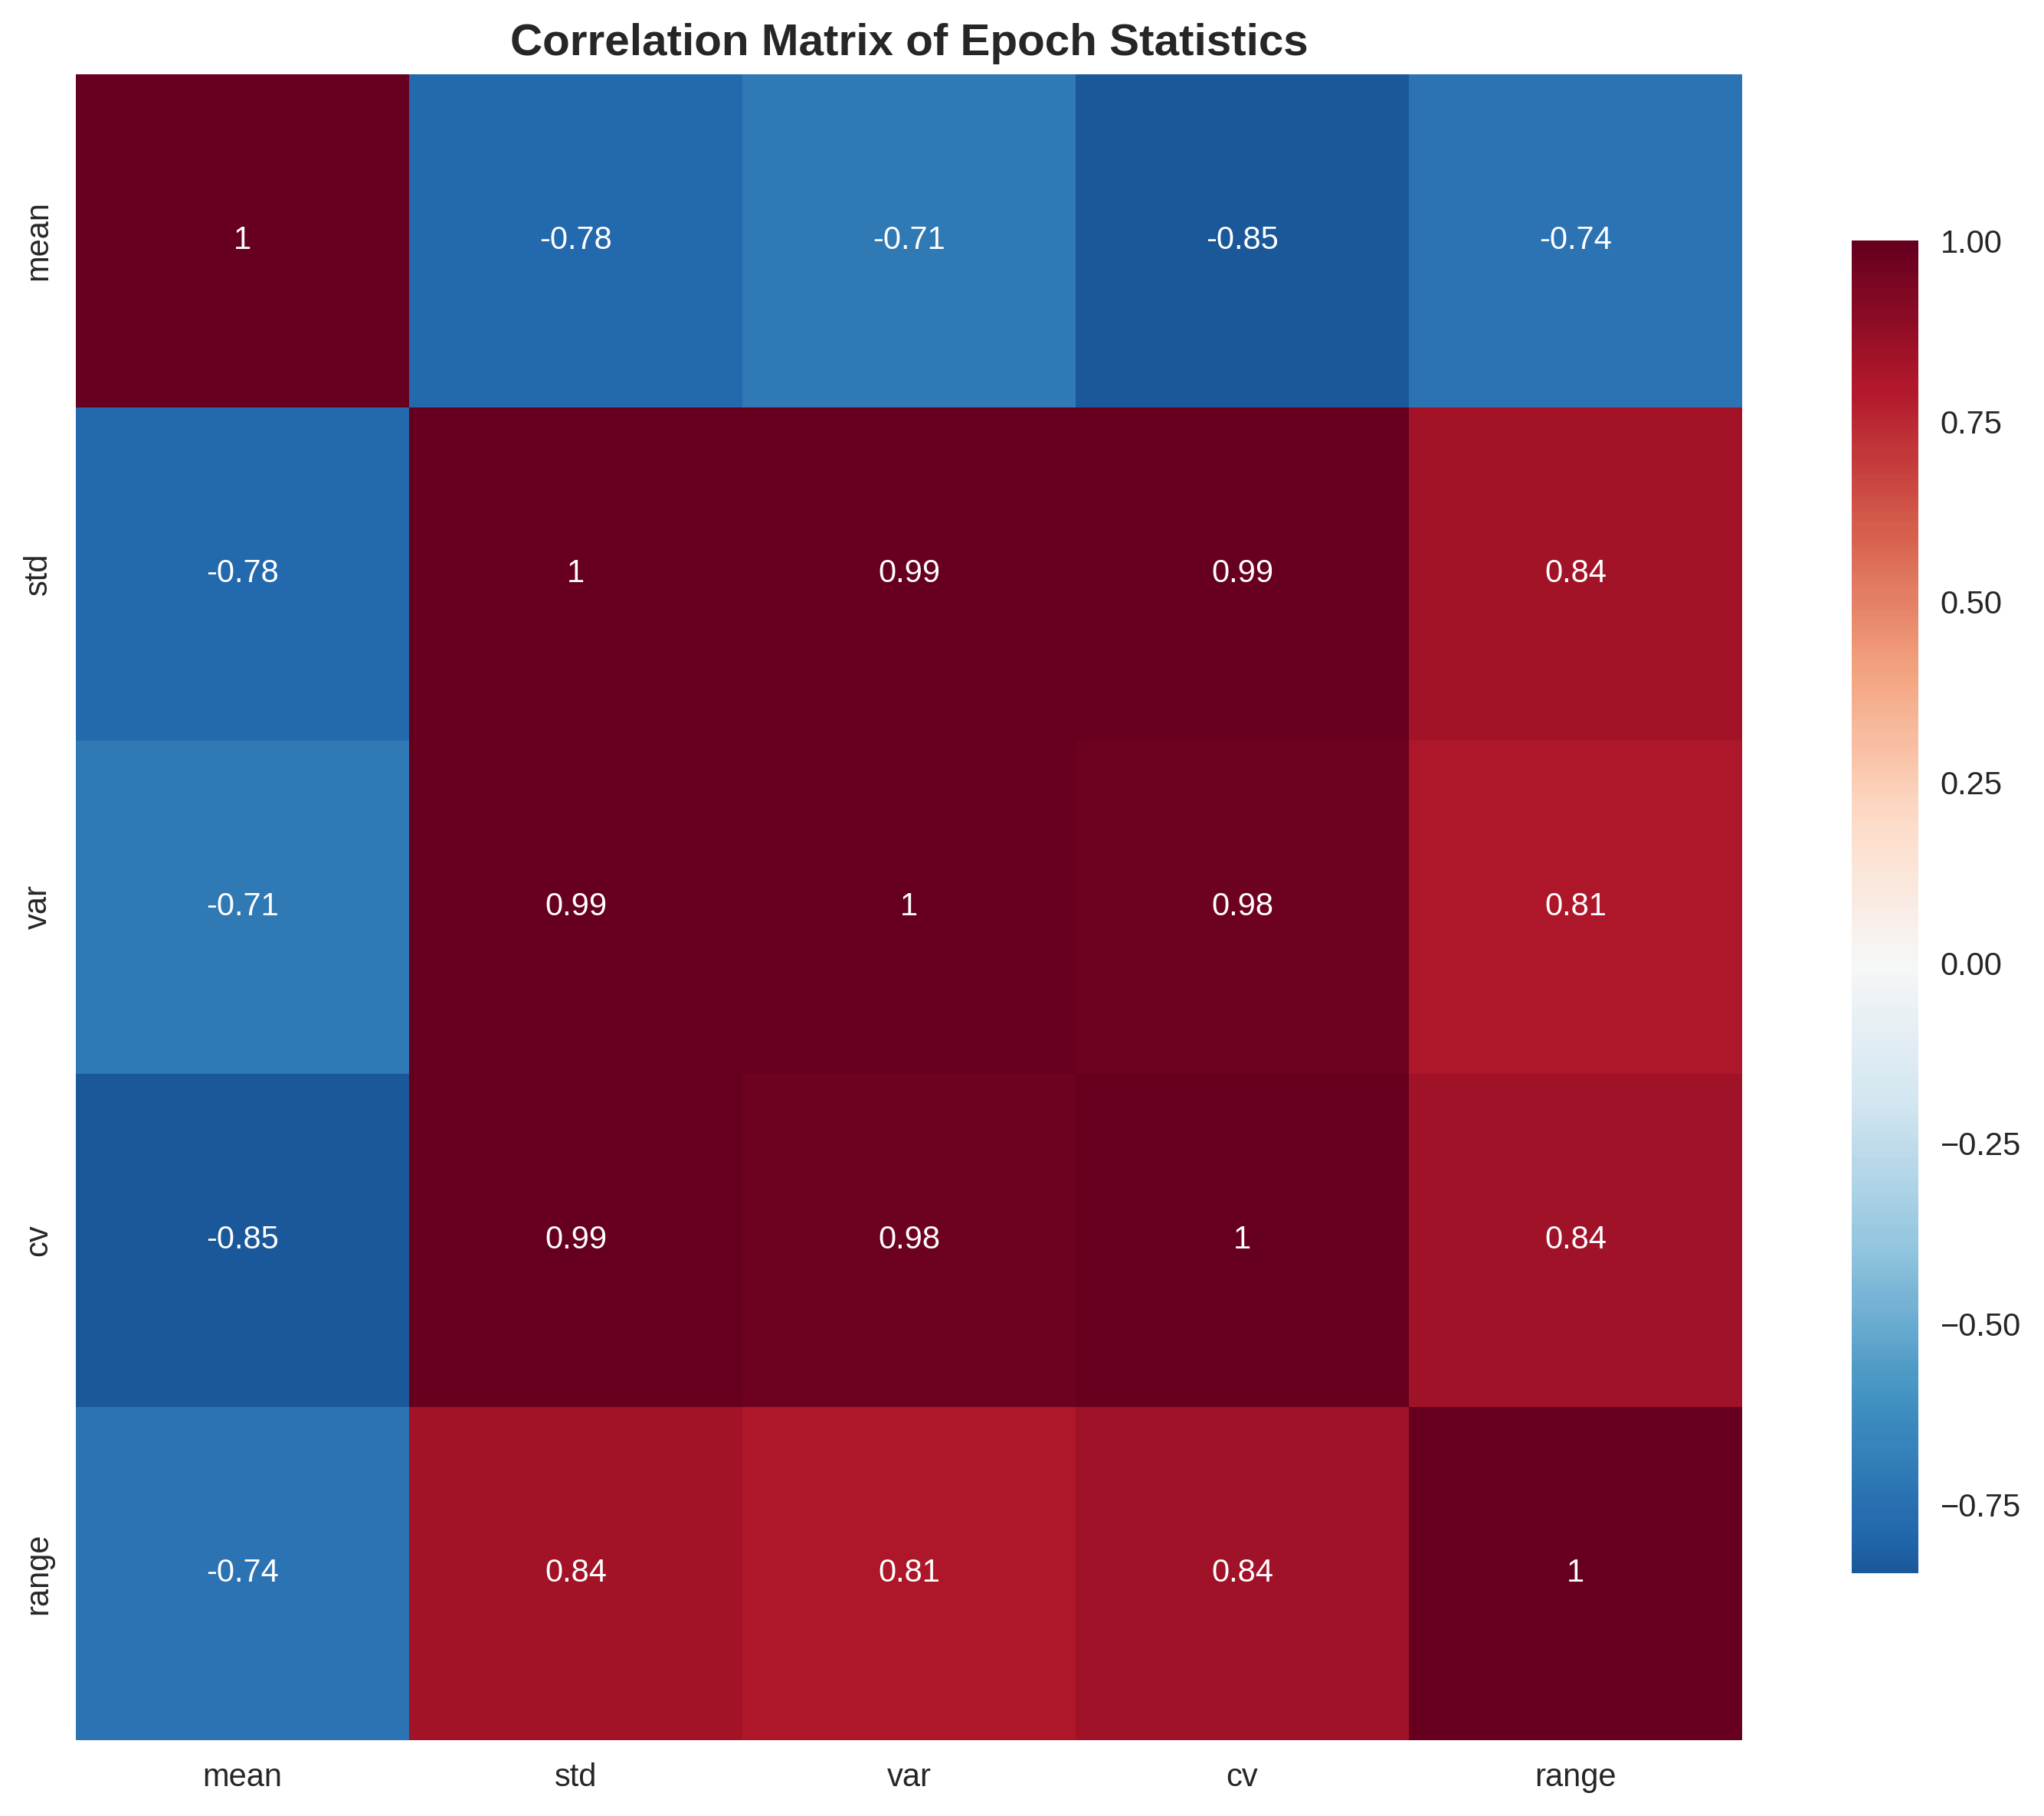 Correlation Matrix of Epoch Statistics
mean 1 -0.78 -0.71 -0.85 -0.74
std -0.78 1 0.99 0.99 0.84
var -0.71 0.99 1 0.98 0.81
cv -0.85 0.99 0.98 1 0.84
range -0.74 0.84 0.81 0.84 1
mean std var cv range
1.00
0.75
0.50
0.25
0.00
−0.25
−0.50
−0.75